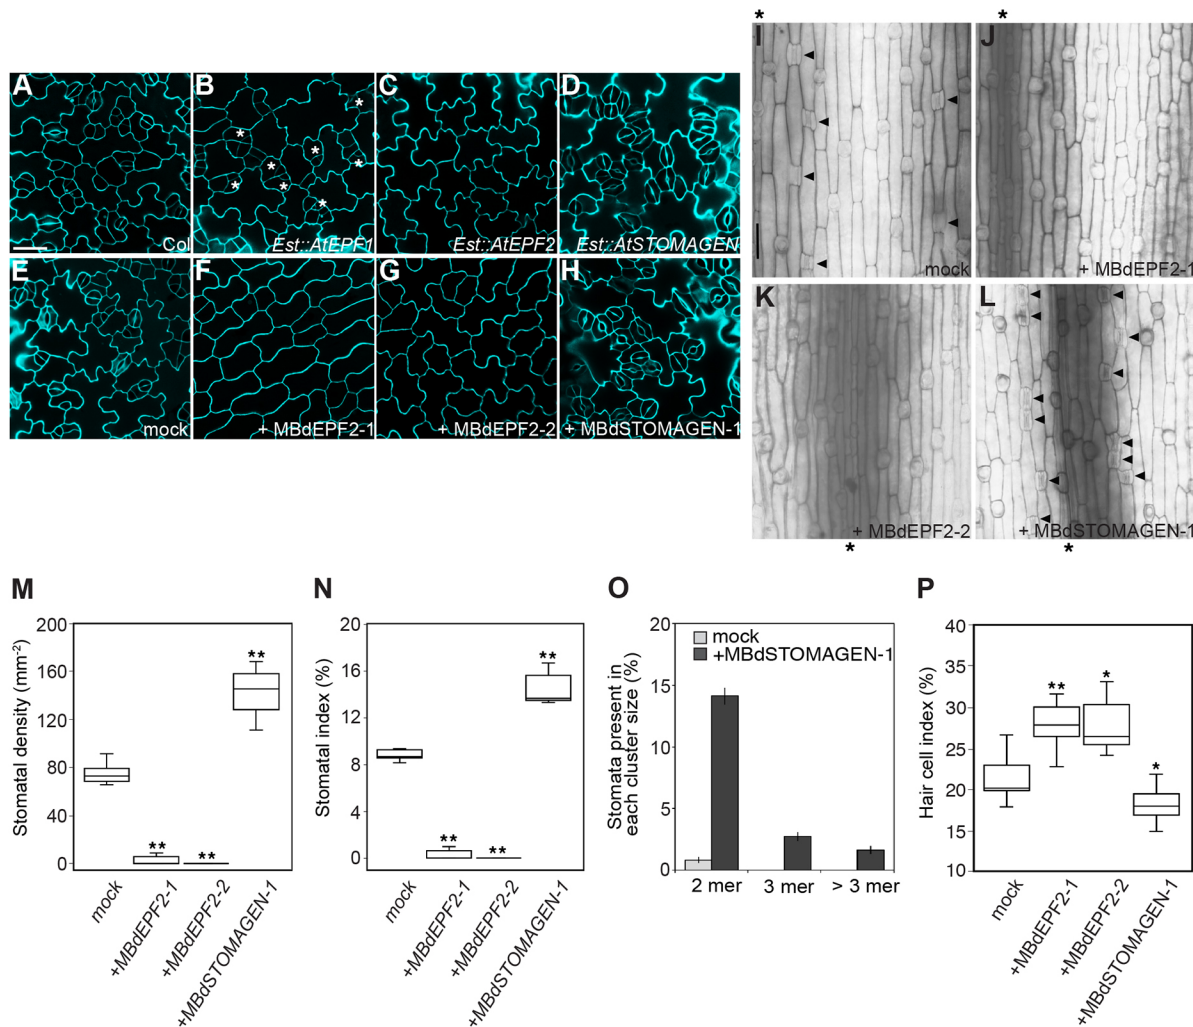 *
*
A
B
C
D
I
J
*
*
*
*
*
*
*
*
Col
Est::AtEPF1
Est::AtEPF2
Est::AtSTOMAGEN
mock
+ MBdEPF2-1
E
F
G
H
K
L
mock
+ MBdEPF2-1
+ MBdEPF2-2
+ MBdSTOMAGEN-1
+ MBdEPF2-2
+ MBdSTOMAGEN-1
*
*
M
Stomatal density (mm-2)
200
160
120
80
40
0
**
**
**
mock
+MBdEPF2-1
+MBdEPF2-2
+MBdSTOMAGEN-1
N
Stomatal index (%)
20
16
12
8
4
0
**
**
**
mock
+MBdEPF2-1
+MBdEPF2-2
+MBdSTOMAGEN-1
O
Stomata present in
each cluster size (%)
20
15
10
5
0
mock
+MBdSTOMAGEN-1
2 mer
3 mer
> 3 mer
P
Hair cell index (%)
40
35
30
25
20
15
10
**
*
*
mock
+MBdEPF2-1
+MBdEPF2-2
+MBdSTOMAGEN-1